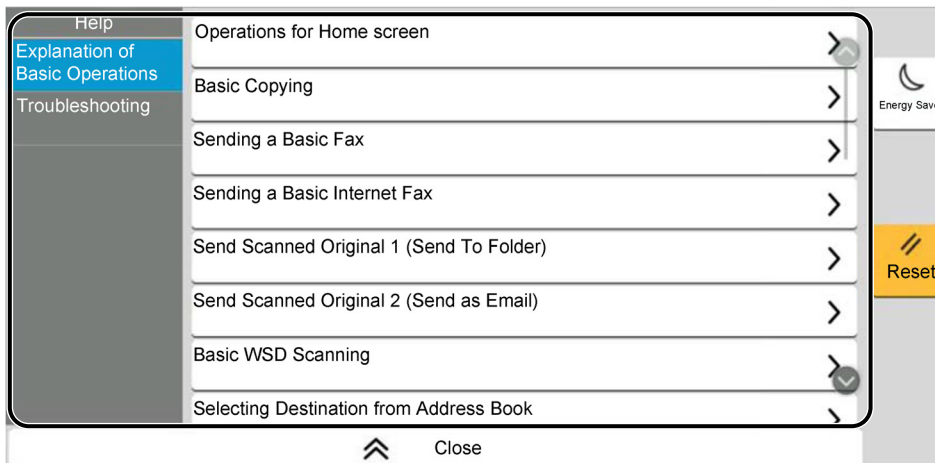 Help
Explanation of
Basic Operations
Troubleshooting
Operations for Home screen
Basic Copying
Sending a Basic Fax
Sending a Basic Internet Fax
Send Scanned Original 1 (Send To Folder)
Send Scanned Original 2 (Send as Email)
Basic WSD Scanning
Selecting Destination from Address Book
Energy Save
Reset
Close